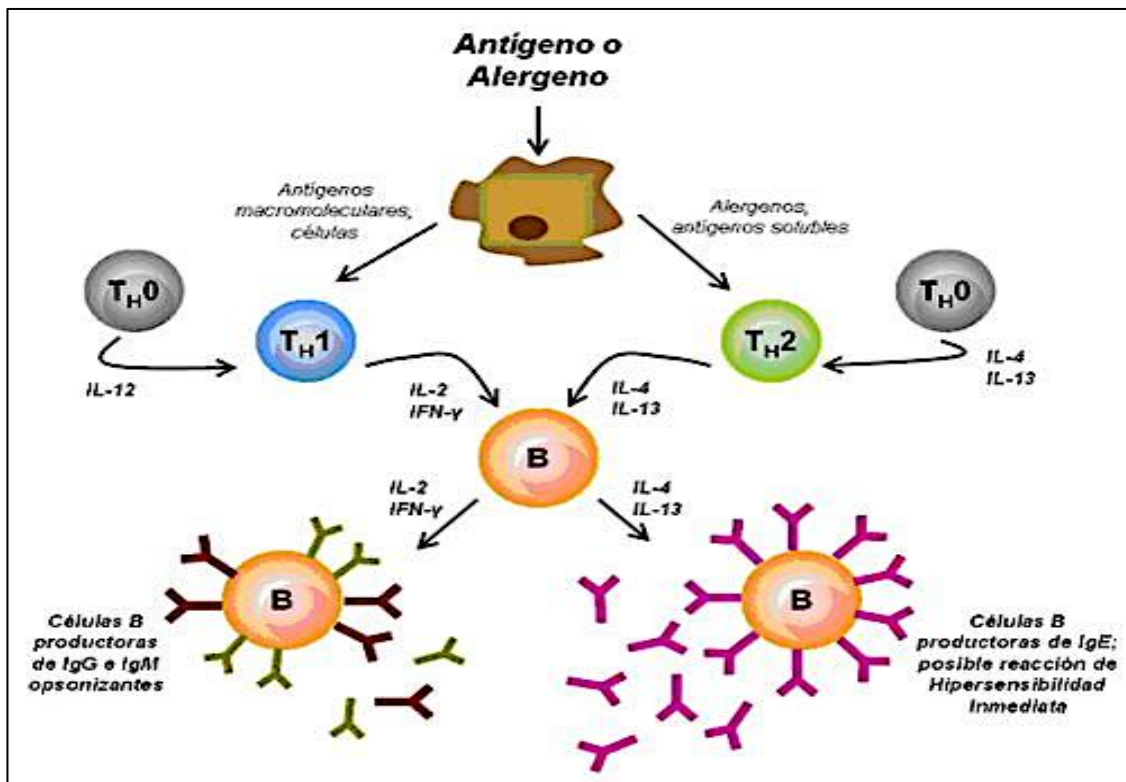 Antígeno o
Alergeno
Antígenos
macromoleculares,
células
Alergenos,
antígenos solubles
TH0
TH0
TH1
TH2
IL-12
IL-2
IFN-γ
IL-4
IL-13
IL-4
IL-13
B
IL-2
IFN-γ
IL-4
IL-13
B
B
Células B
productoras
de IgG e IgM
opsonizantes
Células B
productoras de IgE;
posible reacción de
Hipersensibilidad
Inmediata